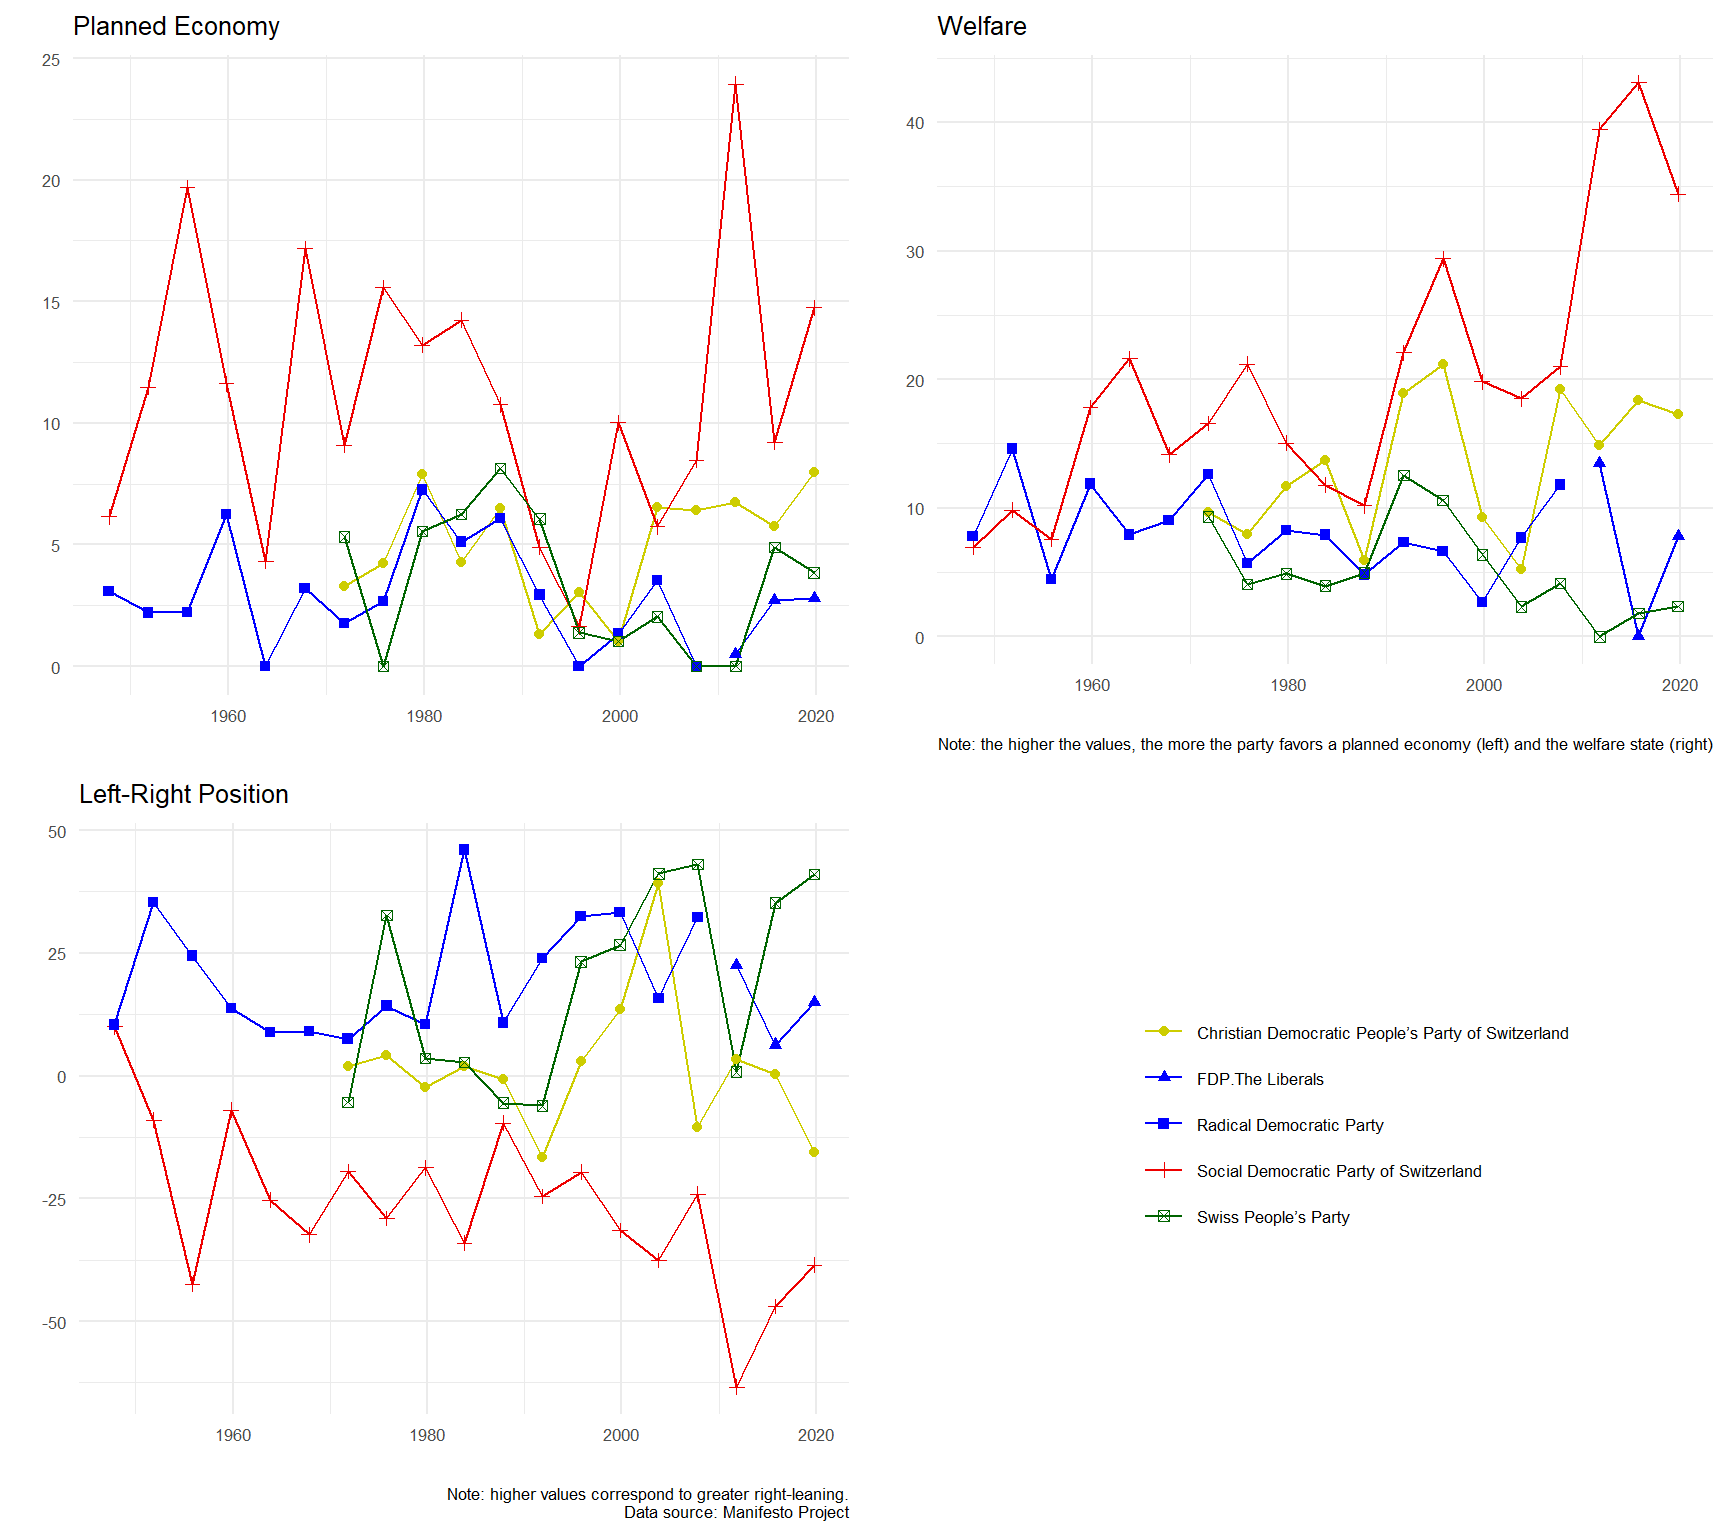 Planned Economy
25
20
15
10
5
0
1960 1980 2000 2020
Welfare
40
30
20
10
0
1960 1980 2000 2020
Note: the higher the values, the more the party favors a planned economy (left) and the welfare state (right)
Left-Right Position
50
25
0
-25
-50
1960 1980 2000 2020
Note: higher values correspond to greater right-leaning.
Data source: Manifesto Project
Christian Democratic People’s Party of Switzerland
FDP.The Liberals
Radical Democratic Party
Social Democratic Party of Switzerland
Swiss People’s Party